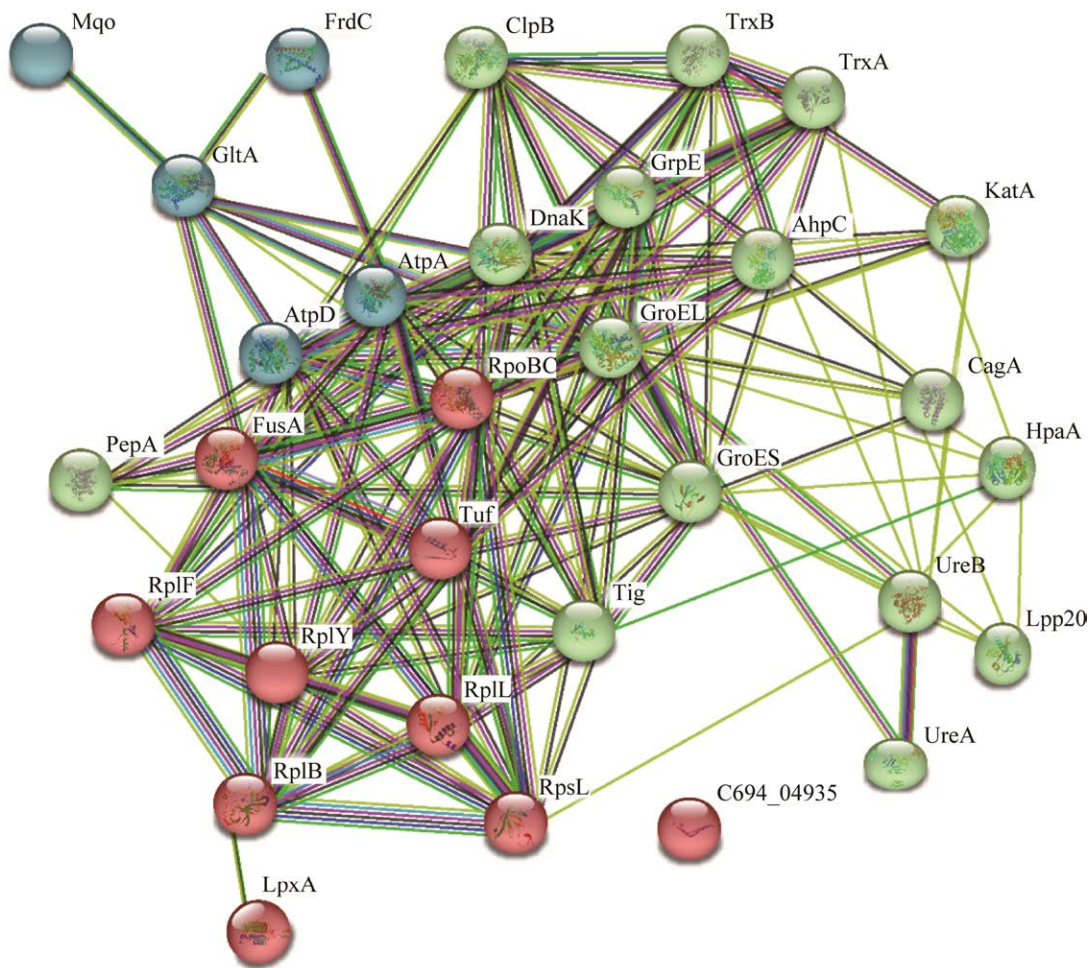 Mqo
FrdC
ClpB
TrxB
TrxA
GltA
GrpE
KatA
DnaK
AhpC
AtpA
AtpD
GroEL
RpoBC
CagA
FusA
HpaA
PepA
GroES
Tuf
UreB
Tig
RplF
Lpp20
RplY
RplL
UreA
RplB
RpsL
C694_04935
LpxA